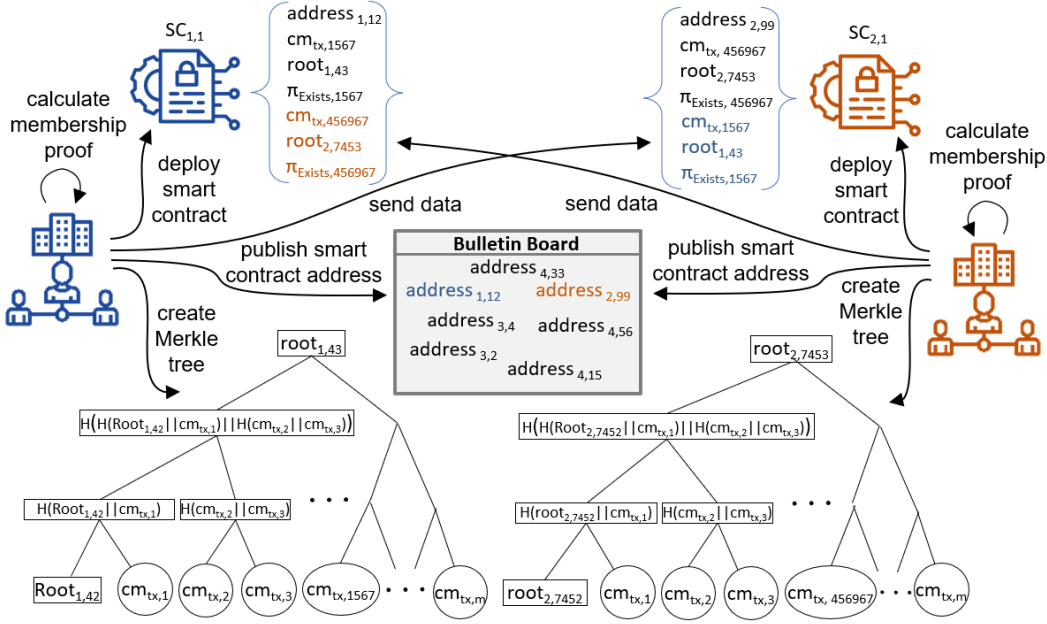 SC1,1
address 1,12
cmtx,1567
root1,43
πExists,1567
cmtx,456967
root2,7453
πExists,456967
address 2,99
cmtx, 456967
root2,7453
πExists, 456967
cmtx,1567
root1,43
πExists,1567
SC2,1
calculate
membership
proof
deploy
smart
contract
send data
send data
deploy
smart
contract
calculate
membership
proof
publish smart
contract address
publish smart
contract address
Bulletin Board
address 4,33
address 1,12
address 2,99
address 3,4
address 4,56
address 3,2
address 4,15
create
Merkle
tree
create
Merkle
tree
root1,43
H(H(Root1,42||cmtx,1)||H(cmtx,2||cmtx,3))
H(Root1,42||cmtx,1)
H(cmtx,2||cmtx,3)
. . .
Root1,42
cmtx,1
cmtx,2
cmtx,3
cmtx,1567
. . .
cmtx,m
root2,7453
H(H(Root2,7452||cmtx,1)||H(cmtx,2||cmtx,3))
H(root2,7452||cmtx,1)
H(cmtx,2||cmtx,3)
. . .
root2,7452
cmtx,1
cmtx,2
cmtx,3
cmtx, 456967
. . .
cmtx,m